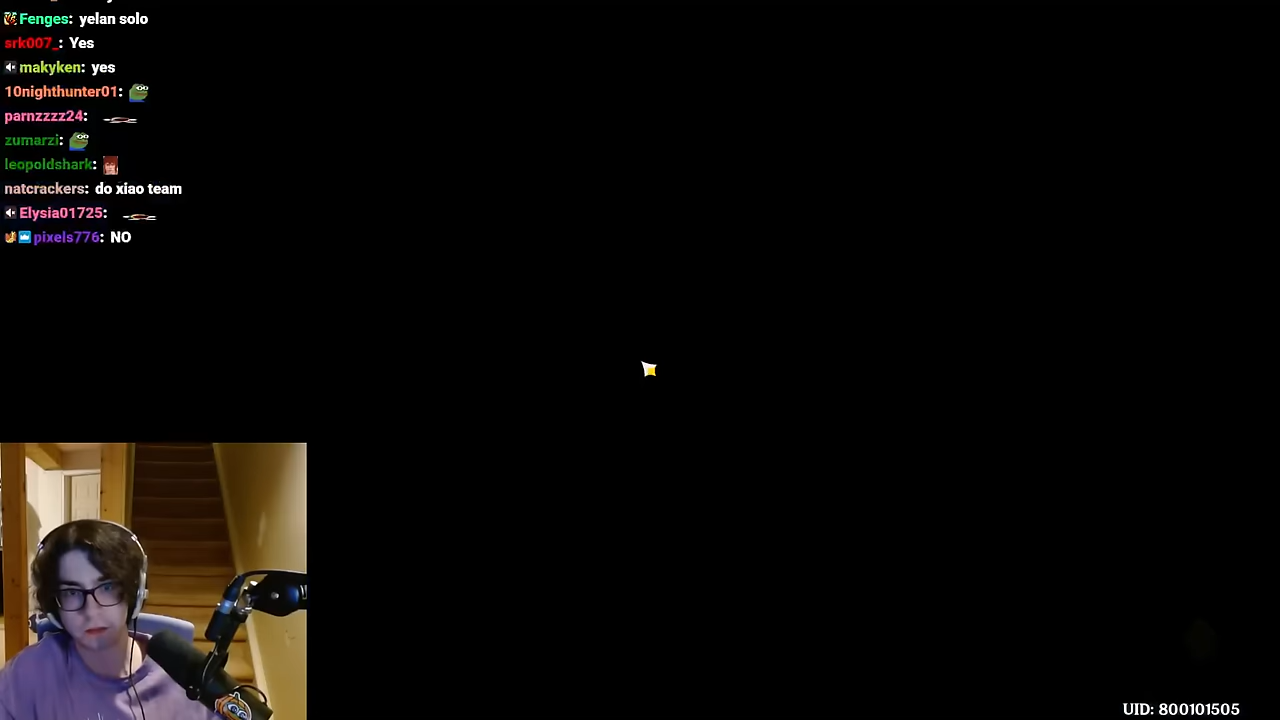 Fenges: yelan solo
srk007_: Yes
makyken: yes
10nighthunter01:
parnzzzz24:
zumarzi:
leopoldshark:
natcrackers: do xiao team
Elysia01725:
pixels776: NO
UID: 800101505